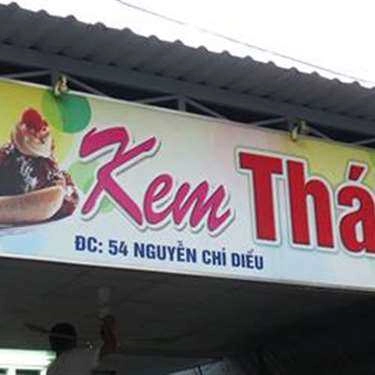 Kem Thá
ĐC: 54 NGUYỄN CHÍ DIỂU